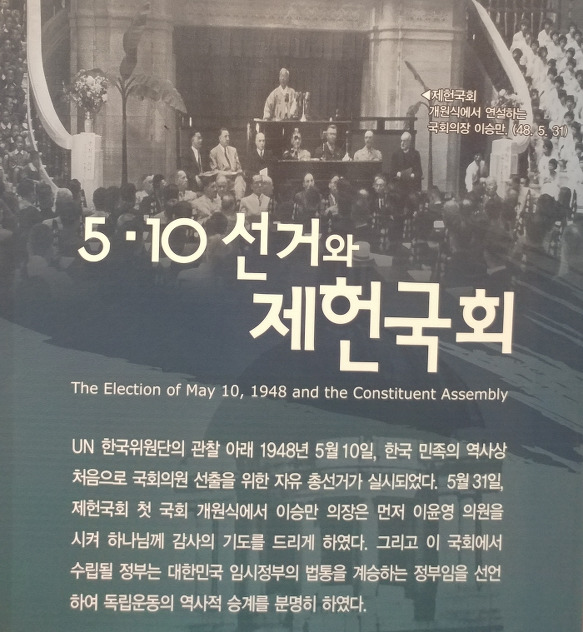 ◀제헌국회
개원식에서 연설하는
국회의장 이승만, (48. 5. 31)
5·10 선거와
제헌국회
The Election of May 10, 1948 and the Constituent Assembly
UN 한국위원단의 관찰 아래 1948년 5월 10일, 한국 민족의 역사상
처음으로 국회의원 선출을 위한 자유 총선거가 실시되었다. 5월 31일,
제헌국회 첫 국회 개원식에서 이승만 의장은 먼저 이윤영 의원을
시켜 하나님께 감사의 기도를 드리게 하였다. 그리고 이 국회에서
수립될 정부는 대한민국 임시정부의 법통을 계승하는 정부임을 선언
하여 독립운동의 역사적 승계를 분명히 하였다.